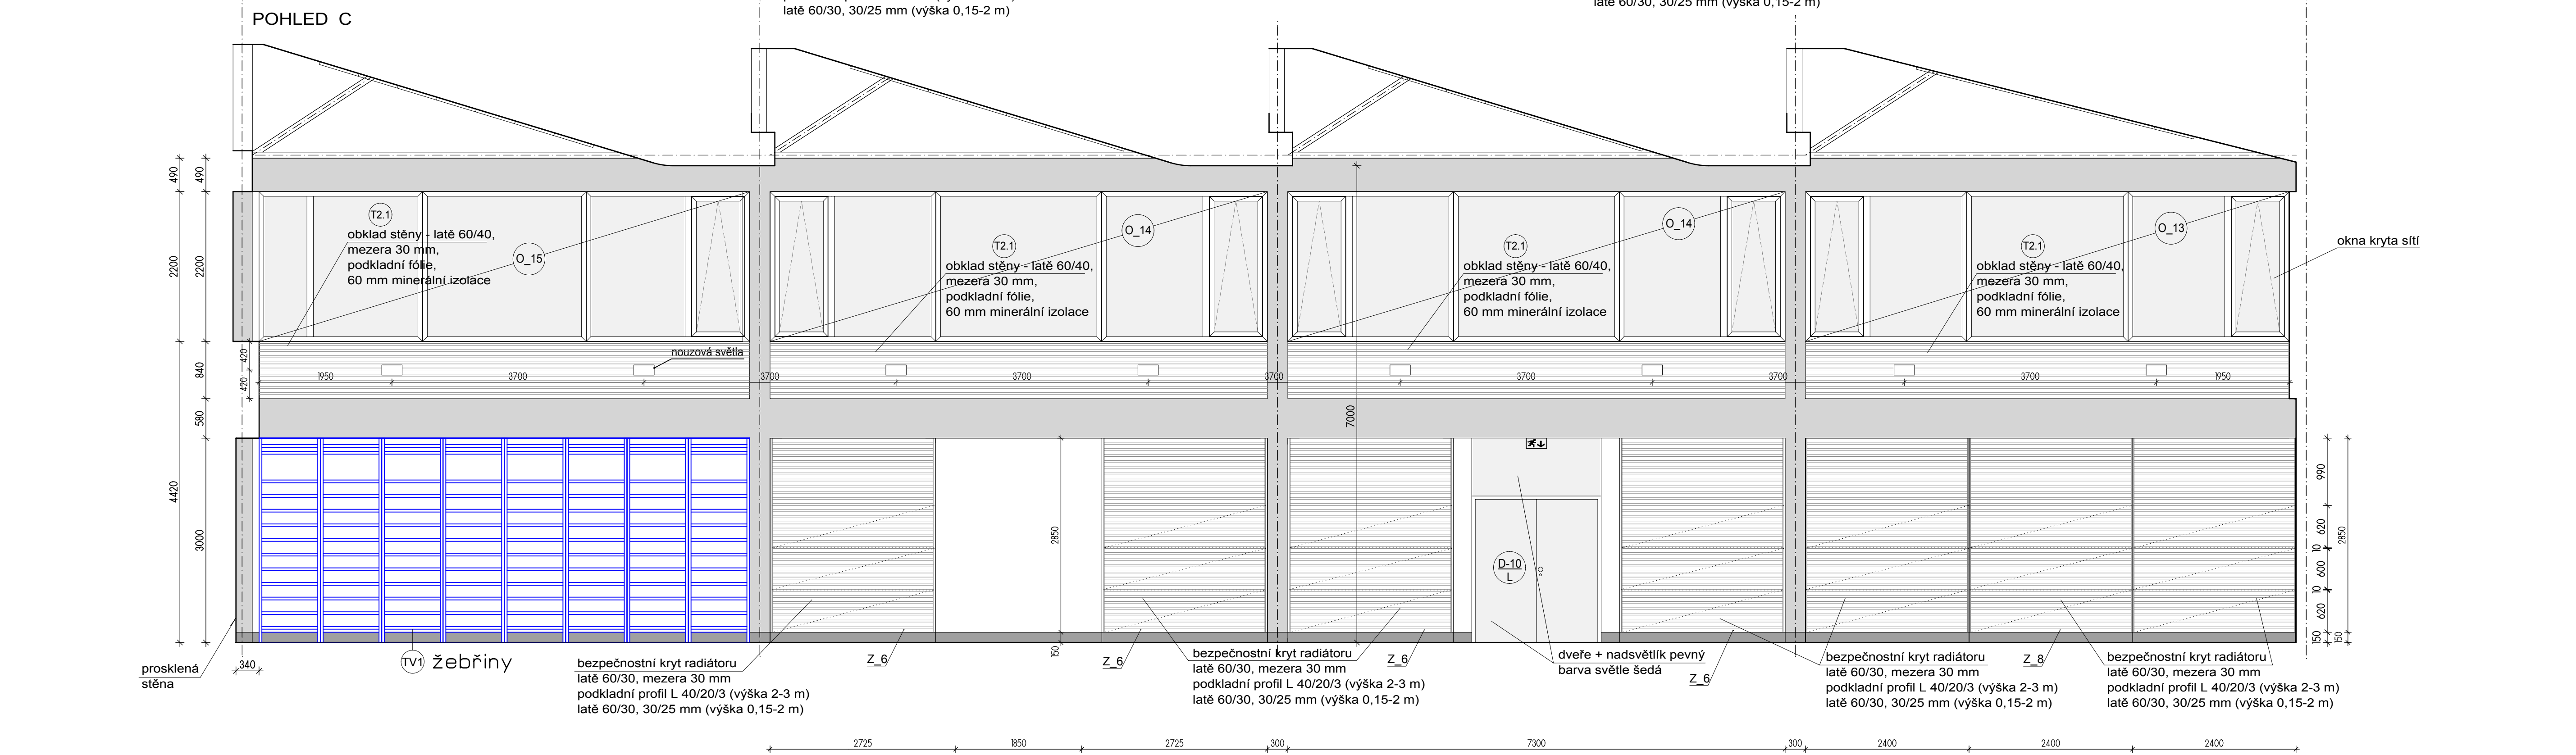 POHLED C
latě 60/30, 30/25 mm (výška 0,15-2 m)
latě 60/30, 30/25 mm (výška 0,15-2 m)
490
490
2200
2200
4420
840
580
3000
420
420
T2.1
obklad stěny - latě 60/40,
mezera 30 mm,
podkladní fólie,
60 mm minerální izolace
O_15
T2.1
obklad stěny - latě 60/40,
mezera 30 mm,
podkladní fólie,
60 mm minerální izolace
O_14
T2.1
obklad stěny - latě 60/40,
mezera 30 mm,
podkladní fólie,
60 mm minerální izolace
O_14
T2.1
obklad stěny - latě 60/40,
mezera 30 mm,
podkladní fólie,
60 mm minerální izolace
O_13
okna kryta sítí
nouzová světla
1950
3700
3700
3700
3700
3700
3700
3700
1950
7000
2850
150
D-10
L
990
620
10
600
10
620
150
2850
150
prosklená
stěna
340
TV1
žebřiny
bezpečnostní kryt radiátoru
latě 60/30, mezera 30 mm
podkladní profil L 40/20/3 (výška 2-3 m)
latě 60/30, 30/25 mm (výška 0,15-2 m)
Z_6
Z_6
bezpečnostní kryt radiátoru
latě 60/30, mezera 30 mm
podkladní profil L 40/20/3 (výška 2-3 m)
latě 60/30, 30/25 mm (výška 0,15-2 m)
Z_6
dveře + nadsvětlík pevný
barva světle šedá
Z_6
bezpečnostní kryt radiátoru
latě 60/30, mezera 30 mm
podkladní profil L 40/20/3 (výška 2-3 m)
latě 60/30, 30/25 mm (výška 0,15-2 m)
Z_8
bezpečnostní kryt radiátoru
latě 60/30, mezera 30 mm
podkladní profil L 40/20/3 (výška 2-3 m)
latě 60/30, 30/25 mm (výška 0,15-2 m)
2725
1850
2725
300
7300
300
2400
2400
2400